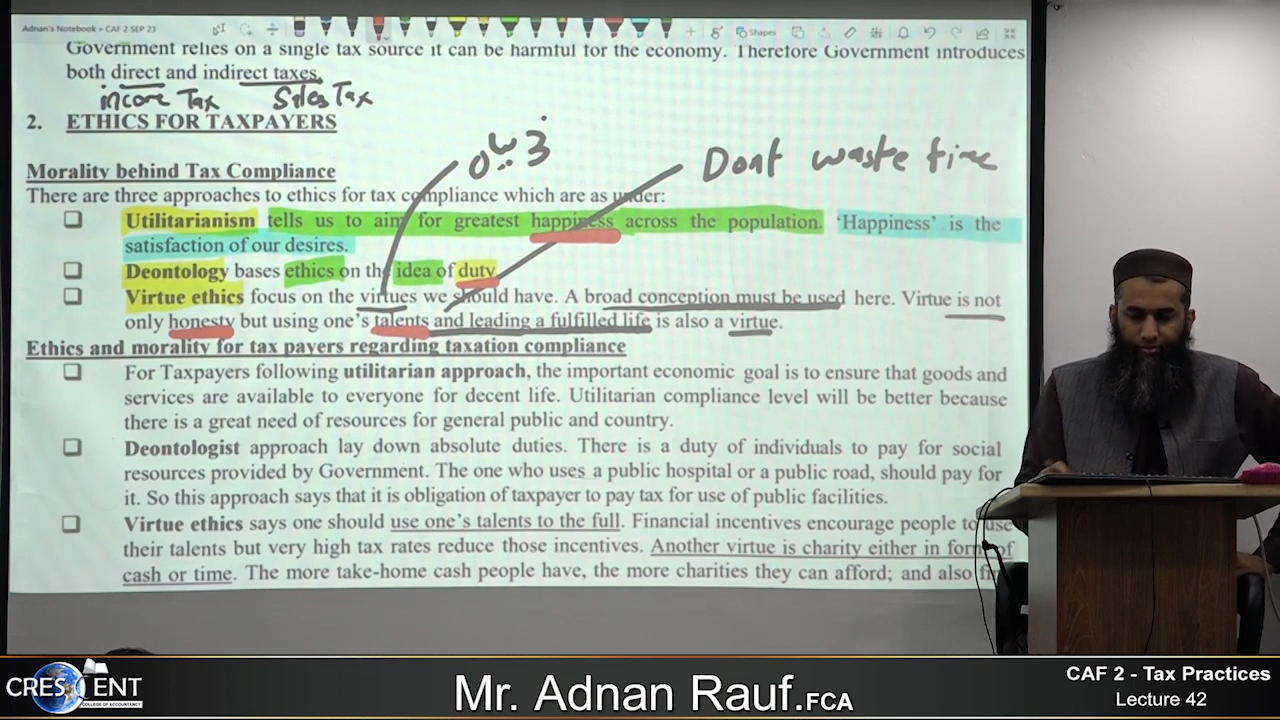 Adnan's Notebook » CAF 2 SEP 23
Shapes
Government relies on a single tax source it can be harmful for the economy. Therefore Government introduces
both direct and indirect taxes.
income Tax Sales Tax
2. ETHICS FOR TAXPAYERS
Dont waste time
Morality behind Tax Compliance
There are three approaches to ethics for tax compliance which are as under:
Utilitarianism tells us to aim for greatest happiness across the population. ‘Happiness’ is the
satisfaction of our desires.
Deontology bases ethics on the idea of duty.
Virtue ethics focus on the virtues we should have. A broad conception must be used here. Virtue is not
only honesty but using one’s talents and leading a fulfilled life is also a virtue.
Ethics and morality for tax payers regarding taxation compliance
For Taxpayers following utilitarian approach, the important economic goal is to ensure that goods and
services are available to everyone for decent life. Utilitarian compliance level will be better because
there is a great need of resources for general public and country.
Deontologist approach lay down absolute duties. There is a duty of individuals to pay for social
resources provided by Government. The one who uses a public hospital or a public road, should pay for
it. So this approach says that it is obligation of taxpayer to pay tax for use of public facilities.
Virtue ethics says one should use one’s talents to the full. Financial incentives encourage people to use
their talents but very high tax rates reduce those incentives. Another virtue is charity either in form of
cash or time. The more take-home cash people have, the more charities they can afford; and also
CRESCENT
COLLEGE OF ACCOUNTANCY
Mr. Adnan Rauf.FCA
CAF 2 - Tax Practices
Lecture 42